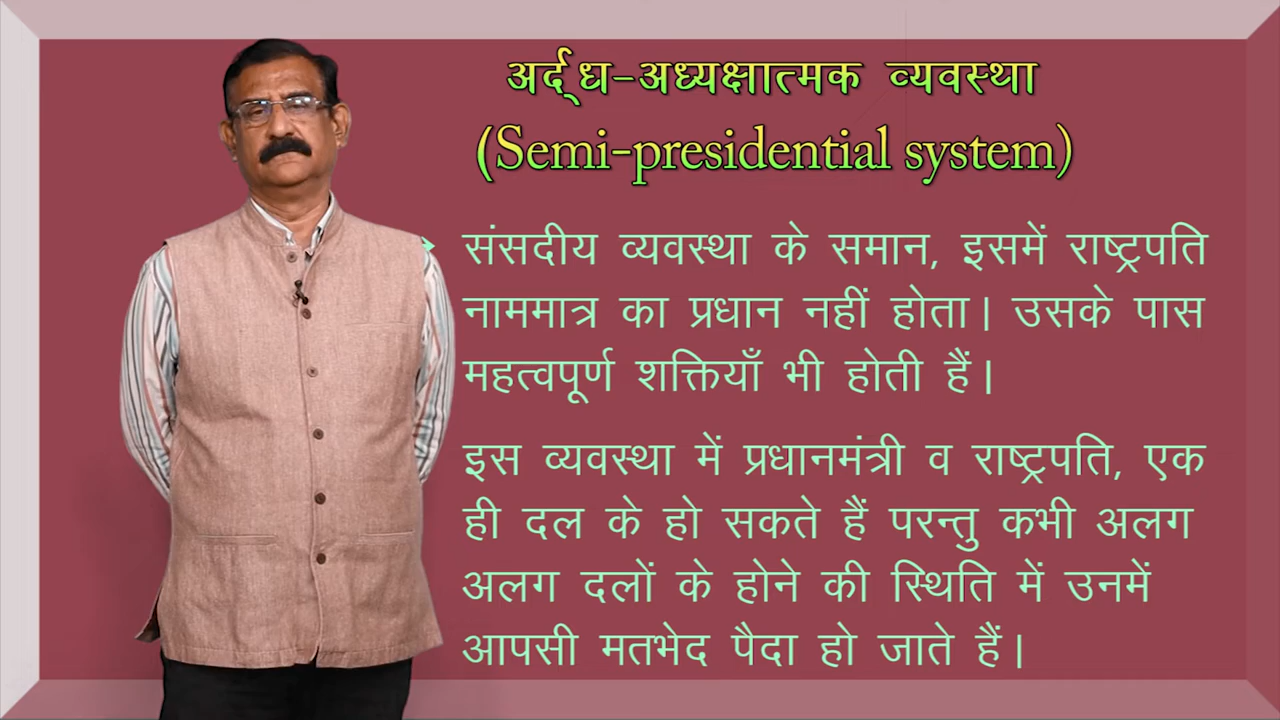 अर्द्ध-अध्यक्षात्मक व्यवस्था
(Semi-presidential system)
संसदीय व्यवस्था के समान, इसमें राष्ट्रपति
नाममात्र का प्रधान नहीं होता। उसके पास
महत्वपूर्ण शक्तियाँ भी होती हैं।
इस व्यवस्था में प्रधानमंत्री व राष्ट्रपति, एक
ही दल के हो सकते हैं परन्तु कभी अलग
अलग दलों के होने की स्थिति में उनमें
आपसी मतभेद पैदा हो जाते हैं।